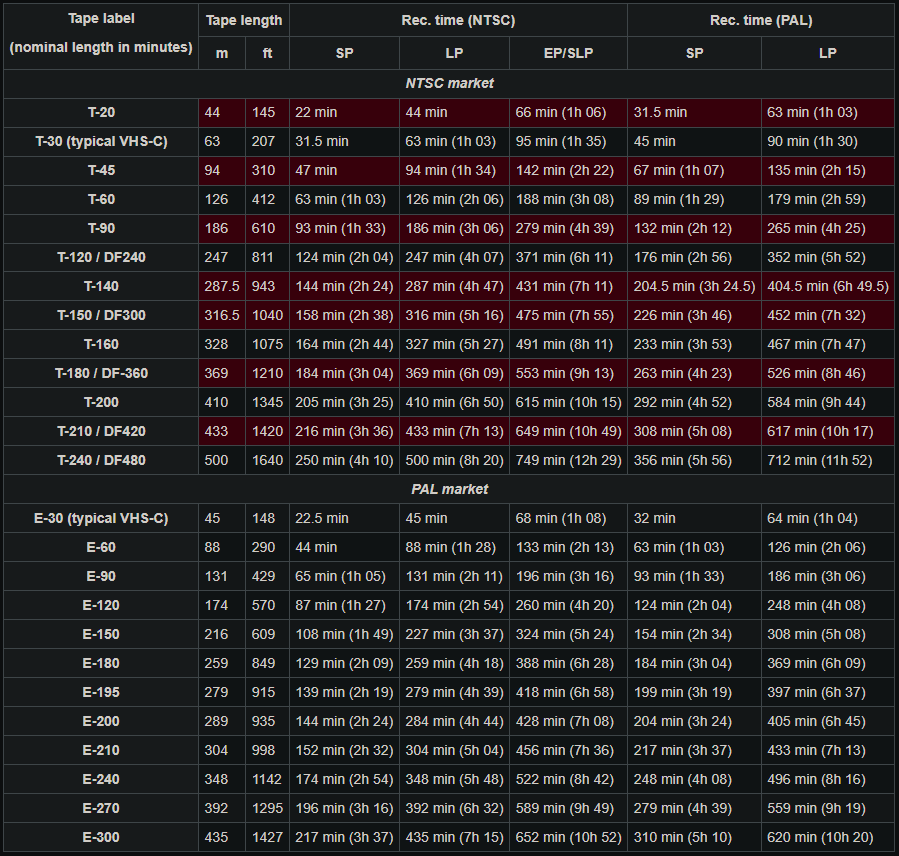 Tape label
(nominal length in minutes)
Tape length
Rec. time (NTSC)
Rec. time (PAL)
m ft SP LP EP/SLP SP LP
NTSC market
T-20 44 145 22 min 44 min 66 min (1h 06) 31.5 min 63 min (1h 03)
T-30 (typical VHS-C) 63 207 31.5 min 63 min (1h 03) 95 min (1h 35) 45 min 90 min (1h 30)
T-45 94 310 47 min 94 min (1h 34) 142 min (2h 22) 67 min (1h 07) 135 min (2h 15)
T-60 126 412 63 min (1h 03) 126 min (2h 06) 188 min (3h 08) 89 min (1h 29) 179 min (2h 59)
T-90 186 610 93 min (1h 33) 186 min (3h 06) 279 min (4h 39) 132 min (2h 12) 265 min (4h 25)
T-120 / DF240 247 811 124 min (2h 04) 247 min (4h 07) 371 min (6h 11) 176 min (2h 56) 352 min (5h 52)
T-140 287.5 943 144 min (2h 24) 287 min (4h 47) 431 min (7h 11) 204.5 min (3h 24.5) 404.5 min (6h 49.5)
T-150 / DF300 316.5 1040 158 min (2h 38) 316 min (5h 16) 475 min (7h 55) 226 min (3h 46) 452 min (7h 32)
T-160 328 1075 164 min (2h 44) 327 min (5h 27) 491 min (8h 11) 233 min (3h 53) 467 min (7h 47)
T-180 / DF-360 369 1210 184 min (3h 04) 369 min (6h 09) 553 min (9h 13) 263 min (4h 23) 526 min (8h 46)
T-200 410 1345 205 min (3h 25) 410 min (6h 50) 615 min (10h 15) 292 min (4h 52) 584 min (9h 44)
T-210 / DF420 433 1420 216 min (3h 36) 433 min (7h 13) 649 min (10h 49) 308 min (5h 08) 617 min (10h 17)
T-240 / DF480 500 1640 250 min (4h 10) 500 min (8h 20) 749 min (12h 29) 356 min (5h 56) 712 min (11h 52)
PAL market
E-30 (typical VHS-C) 45 148 22.5 min 45 min 68 min (1h 08) 32 min 64 min (1h 04)
E-60 88 290 44 min 88 min (1h 28) 133 min (2h 13) 63 min (1h 03) 126 min (2h 06)
E-90 131 429 65 min (1h 05) 131 min (2h 11) 196 min (3h 16) 93 min (1h 33) 186 min (3h 06)
E-120 174 570 87 min (1h 27) 174 min (2h 54) 260 min (4h 20) 124 min (2h 04) 248 min (4h 08)
E-150 216 609 108 min (1h 49) 227 min (3h 37) 324 min (5h 24) 154 min (2h 34) 308 min (5h 08)
E-180 259 849 129 min (2h 09) 259 min (4h 18) 388 min (6h 28) 184 min (3h 04) 369 min (6h 09)
E-195 279 915 139 min (2h 19) 279 min (4h 39) 418 min (6h 58) 199 min (3h 19) 397 min (6h 37)
E-200 289 935 144 min (2h 24) 284 min (4h 44) 428 min (7h 08) 204 min (3h 24) 405 min (6h 45)
E-210 304 998 152 min (2h 32) 304 min (5h 04) 456 min (7h 36) 217 min (3h 37) 433 min (7h 13)
E-240 348 1142 174 min (2h 54) 348 min (5h 48) 522 min (8h 42) 248 min (4h 08) 496 min (8h 16)
E-270 392 1295 196 min (3h 16) 392 min (6h 32) 589 min (9h 49) 279 min (4h 39) 559 min (9h 19)
E-300 435 1427 217 min (3h 37) 435 min (7h 15) 652 min (10h 52) 310 min (5h 10) 620 min (10h 20)